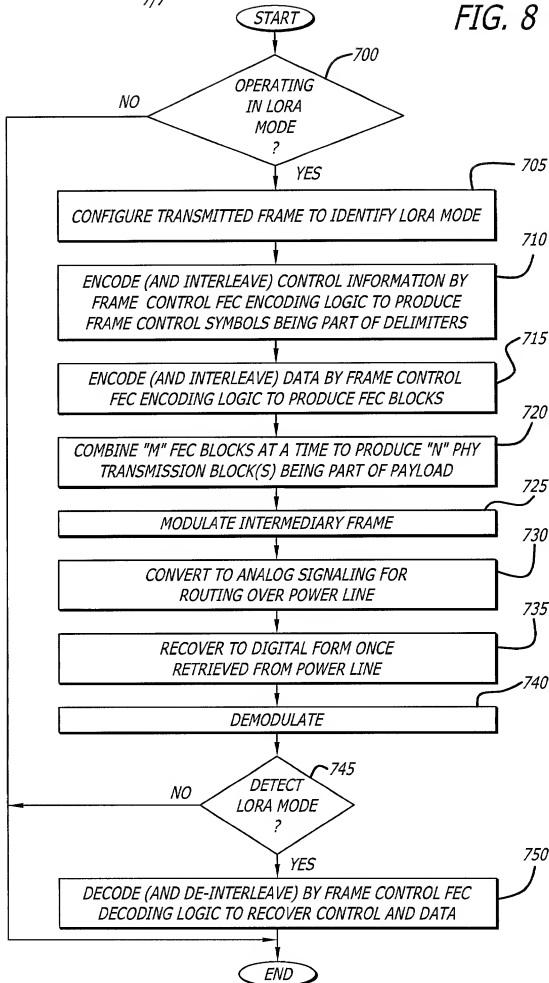 7/7
START
FIG. 8
700
OPERATING
IN LORA
MODE
?
NO
YES
705
CONFIGURE TRANSMITTED FRAME TO IDENTIFY LORA MODE
710
ENCODE (AND INTERLEAVE) CONTROL INFORMATION BY
FRAME CONTROL FEC ENCODING LOGIC TO PRODUCE
FRAME CONTROL SYMBOLS BEING PART OF DELIMITERS
715
ENCODE (AND INTERLEAVE) DATA BY FRAME CONTROL
FEC ENCODING LOGIC TO PRODUCE FEC BLOCKS
720
COMBINE "M" FEC BLOCKS AT A TIME TO PRODUCE "N" PHY
TRANSMISSION BLOCK(S) BEING PART OF PAYLOAD
725
MODULATE INTERMEDIARY FRAME
730
CONVERT TO ANALOG SIGNALING FOR
ROUTING OVER POWER LINE
735
RECOVER TO DIGITAL FORM ONCE
RETRIEVED FROM POWER LINE
740
DEMODULATE
745
DETECT
LORA MODE
?
NO
YES
750
DECODE (AND DE-INTERLEAVE) BY FRAME CONTROL FEC
DECODING LOGIC TO RECOVER CONTROL AND DATA
END